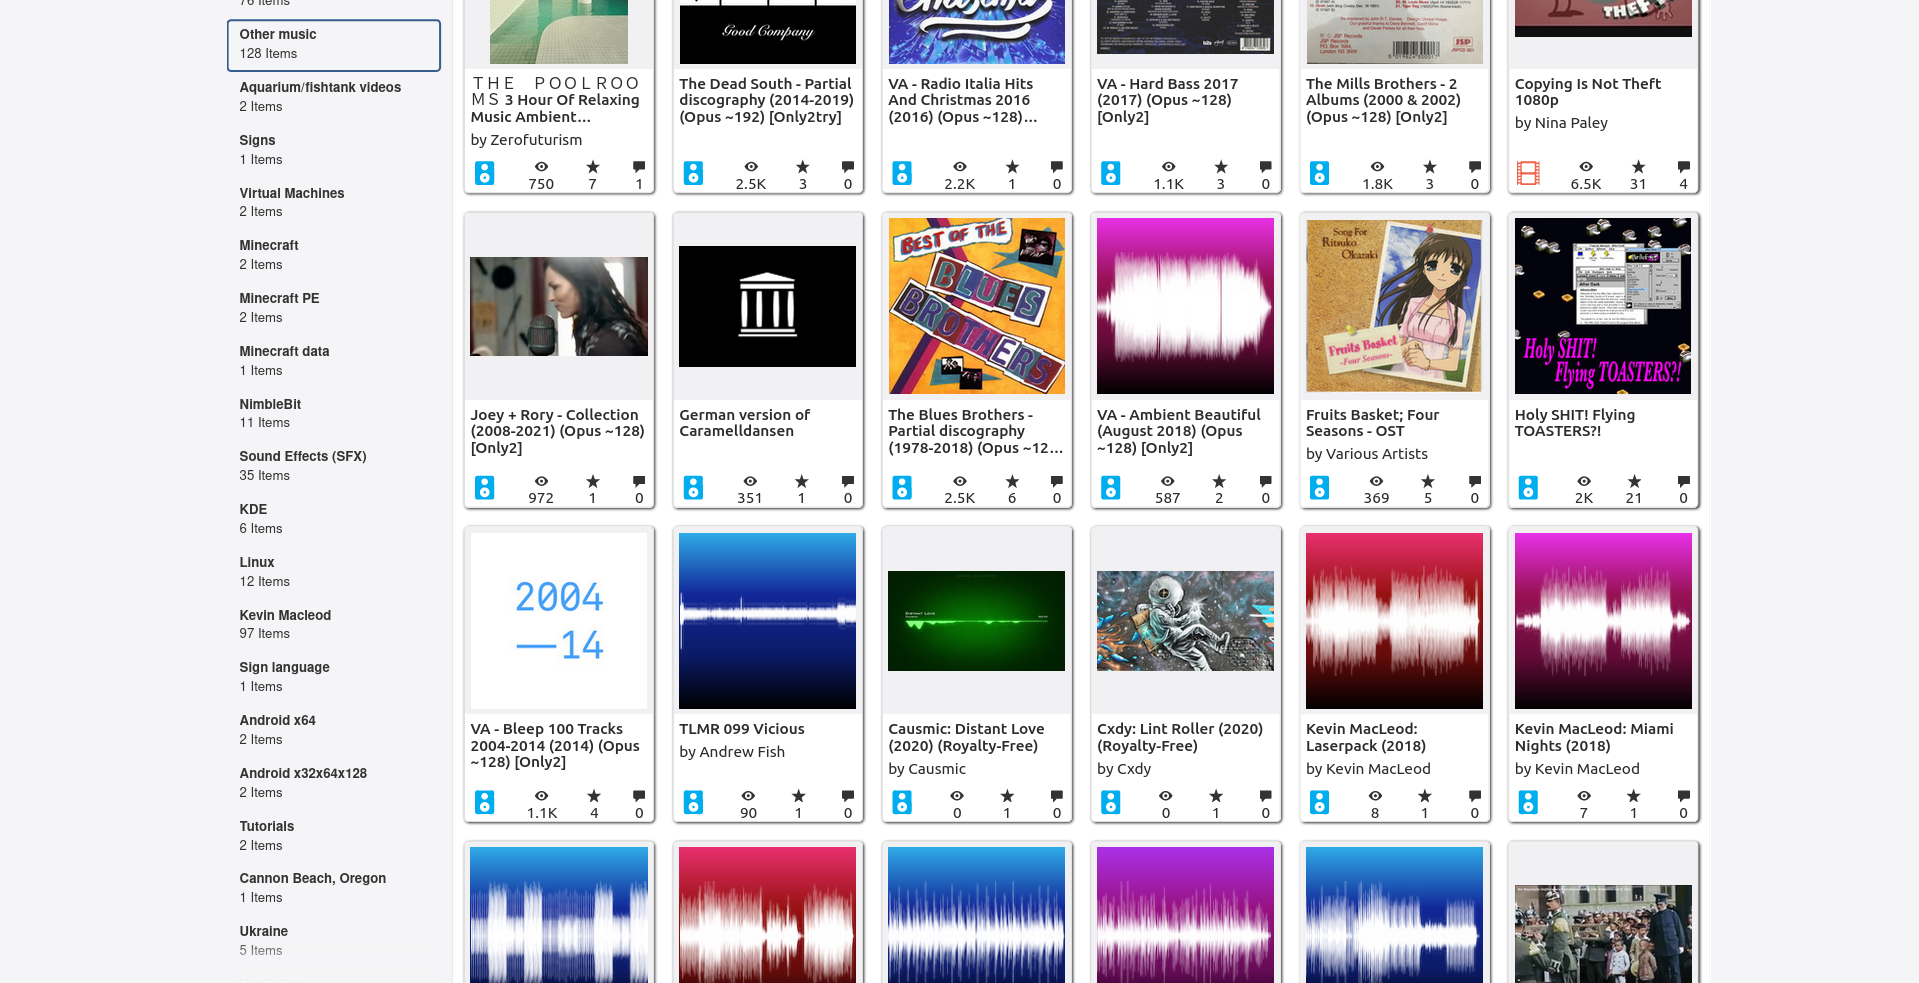 76 Items
Other music
128 Items
Aquarium/fishtank videos
2 Items
Signs
1 Items
Virtual Machines
2 Items
Minecraft
2 Items
Minecraft PE
2 Items
Minecraft data
1 Items
NimbleBit
11 Items
Sound Effects (SFX)
35 Items
KDE
6 Items
Linux
12 Items
Kevin Macleod
97 Items
Sign language
1 Items
Android x64
2 Items
Android x32x64x128
2 Items
Tutorials
2 Items
Cannon Beach, Oregon
1 Items
Ukraine
5 Items
Good Company
Christmas
THEFT
ＴＨＥ ＰＯＯＬＲＯＯ
ＭＳ 3 Hour Of Relaxing
Music Ambient...
by Zerofuturism
750 7 1
The Dead South - Partial
discography (2014-2019)
(Opus ~192) [Only2try]
2.5K 3 0
VA - Radio Italia Hits
And Christmas 2016
(2016) (Opus ~128)...
2.2K 1 0
VA - Hard Bass 2017
(2017) (Opus ~128)
[Only2]
1.1K 3 0
The Mills Brothers - 2
Albums (2000 & 2002)
(Opus ~128) [Only2]
1.8K 3 0
Copying Is Not Theft
1080p
by Nina Paley
6.5K 31 4
Joey + Rory - Collection
(2008-2021) (Opus ~128)
[Only2]
972 1 0
German version of
Caramelldansen
351 1 0
BEST OF THE
BLUES
BROTHERS
The Blues Brothers -
Partial discography
(1978-2018) (Opus ~12...
2.5K 6 0
VA - Ambient Beautiful
(August 2018) (Opus
~128) [Only2]
587 2 0
Song For
Ritsuko
Okazaki
Fruits Basket
-Four Seasons-
Fruits Basket; Four
Seasons - OST
by Various Artists
369 5 0
Holy SHIT!
Flying TOASTERS?!
Holy SHIT! Flying
TOASTERS?!
2K 21 0
2004
—14
VA - Bleep 100 Tracks
2004-2014 (2014) (Opus
~128) [Only2]
1.1K 4 0
TLMR 099 Vicious
by Andrew Fish
90 1 0
DISTANT LOVE
Causmic: Distant Love
(2020) (Royalty-Free)
by Causmic
0 1 0
Cxdy: Lint Roller (2020)
(Royalty-Free)
by Cxdy
0 1 0
Kevin MacLeod:
Laserpack (2018)
by Kevin MacLeod
8 1 0
Kevin MacLeod: Miami
Nights (2018)
by Kevin MacLeod
7 1 0